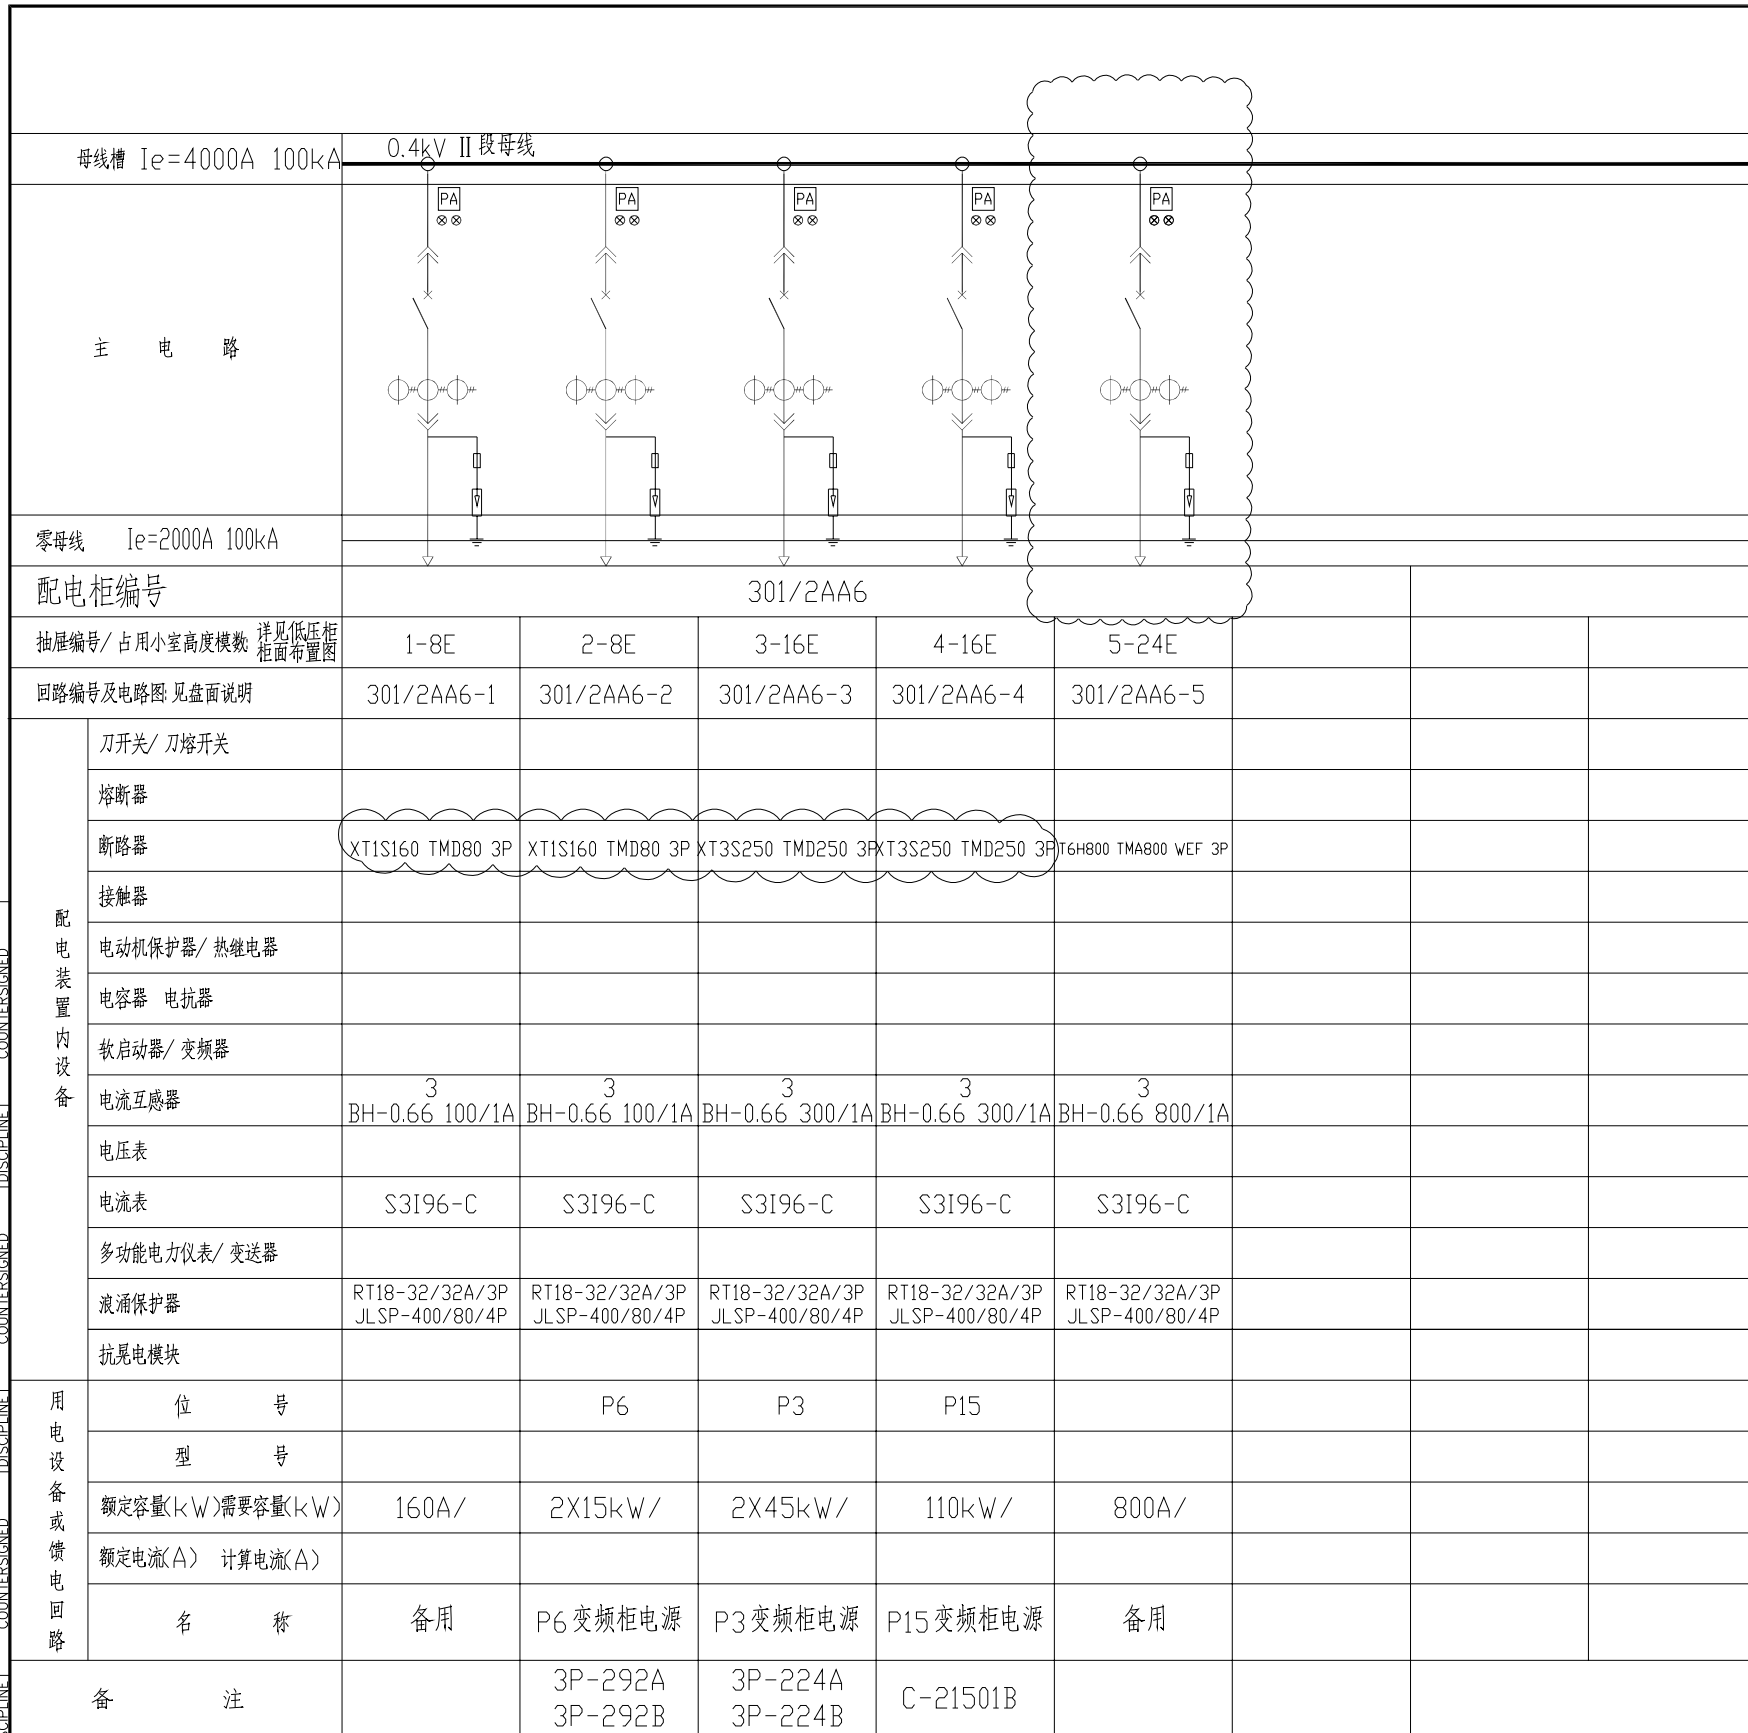 母线槽 Ie=4000A 100kA
0.4kV II 段母线
PA PA PA PA PA
主 电 路
零母线 Ie=2000A 100kA
配电柜编号 301/2AA6
抽屉编号/占用小室高度模数 详见低压柜
柜面布置图
1-8E 2-8E 3-16E 4-16E 5-24E
回路编号及电路图:见盘面说明 301/2AA6-1 301/2AA6-2 301/2AA6-3 301/2AA6-4 301/2AA6-5
配电装置内设备
刀开关/刀熔开关
熔断器
断路器 XT1S160 TMD80 3P XT1S160 TMD80 3P XT3S250 TMD250 3P XT3S250 TMD250 3P T6H800 TMA800 WEF 3P
接触器
电动机保护器/热继电器
电容器 电抗器
软启动器/变频器
电流互感器
3 3 3 3 3
BH-0.66 100/1A BH-0.66 100/1A BH-0.66 300/1A BH-0.66 300/1A BH-0.66 800/1A
电压表
电流表 S3I96-C S3I96-C S3I96-C S3I96-C S3I96-C
多功能电力仪表/变送器
浪涌保护器
RT18-32/32A/3P RT18-32/32A/3P RT18-32/32A/3P RT18-32/32A/3P RT18-32/32A/3P
JLSP-400/80/4P JLSP-400/80/4P JLSP-400/80/4P JLSP-400/80/4P JLSP-400/80/4P
抗晃电模块
用电设备或馈电回路
位 号 P6 P3 P15
型 号
额定容量(kW)需要容量(kW) 160A/ 2X15kW/ 2X45kW/ 110kW/ 800A/
额定电流(A) 计算电流(A)
名 称 备用 P6变频柜电源 P3变频柜电源 P15变频柜电源 备用
备 注
3P-292A 3P-224A C-21501B
3P-292B 3P-224B
COUNTERSIGNED
DISCIPLINE
COUNTERSIGNED
DISCIPLINE
COUNTERSIGNED